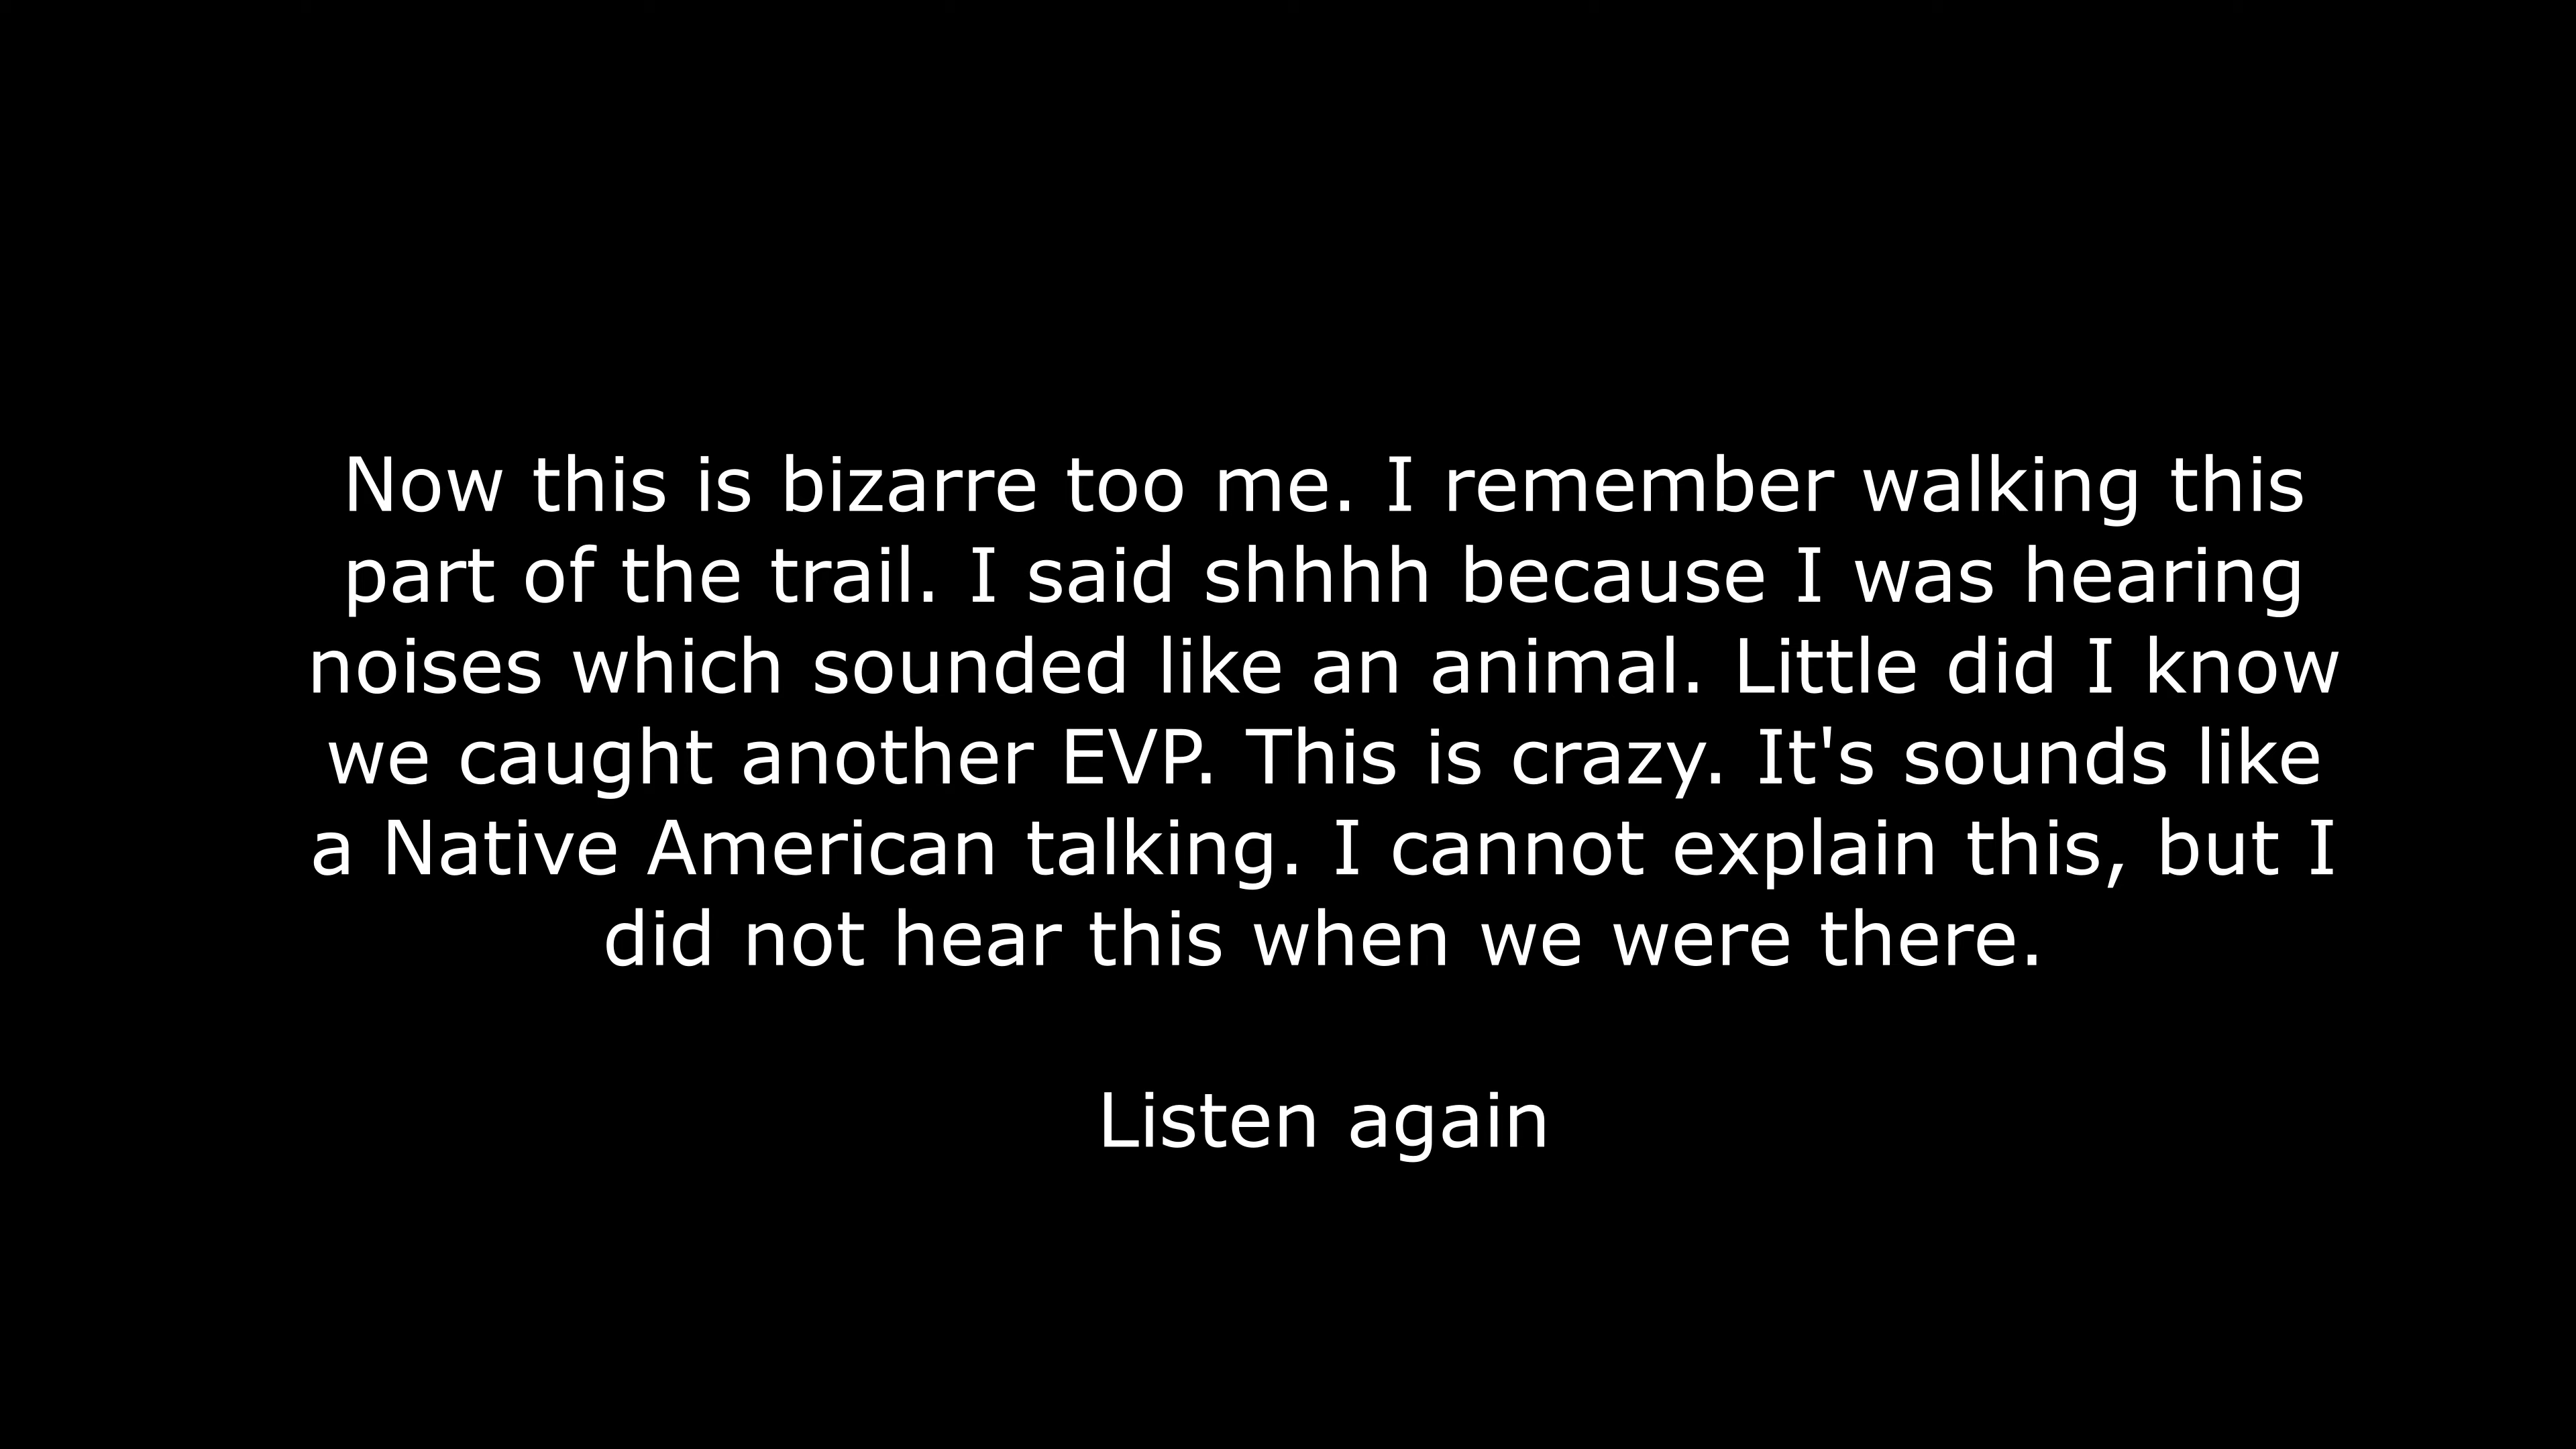 Now this is bizarre too me. I remember walking this
part of the trail. I said shhhh because I was hearing
noises which sounded like an animal. Little did I know
we caught another EVP. This is crazy. It's sounds like
a Native American talking. I cannot explain this, but I
did not hear this when we were there.
Listen again